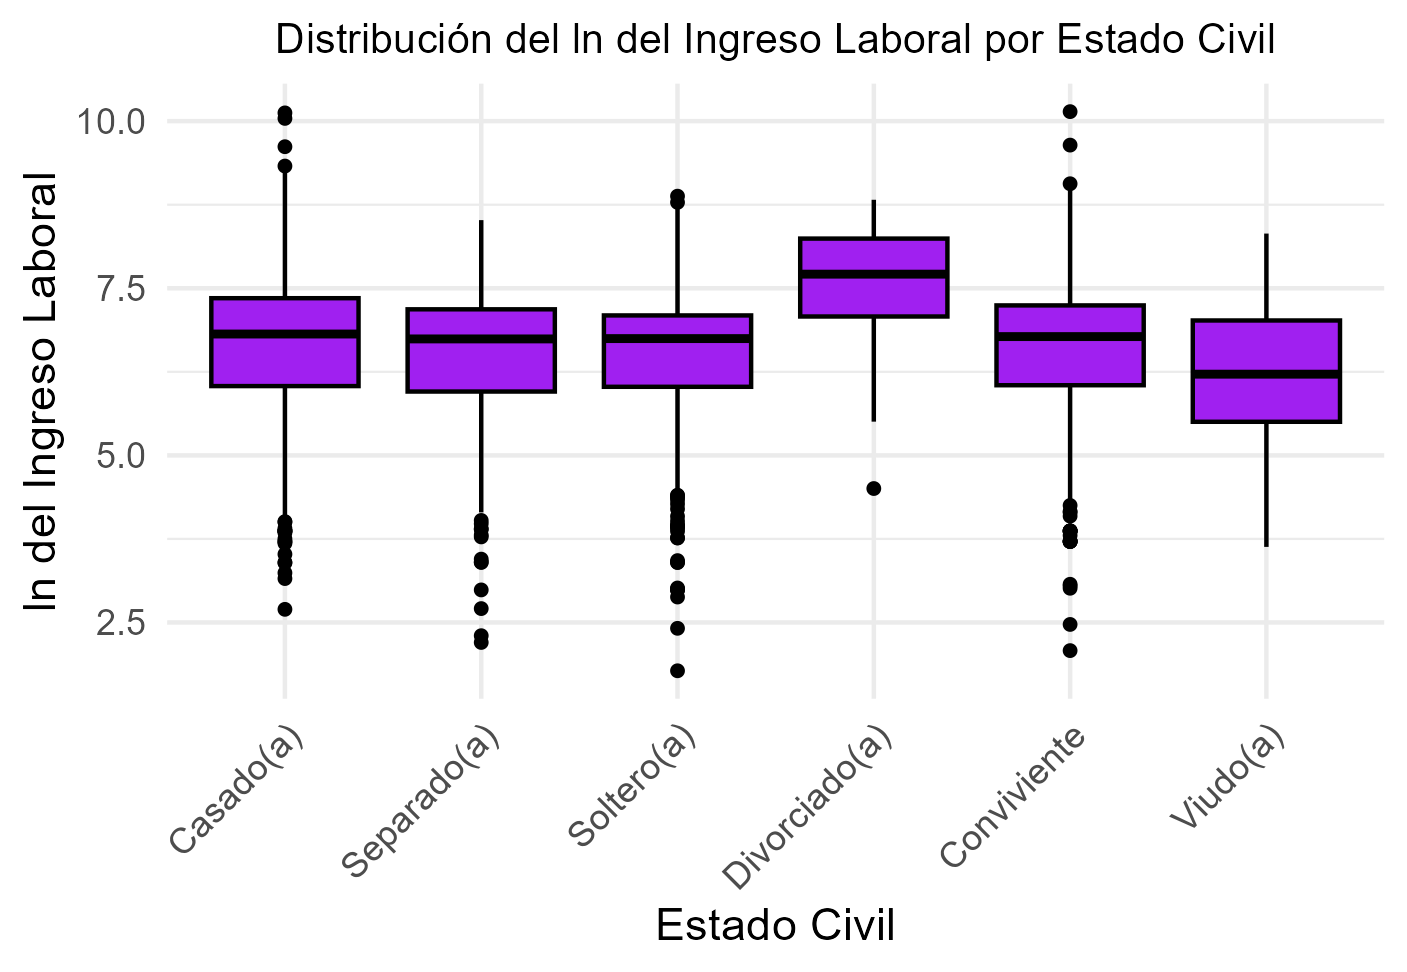 Distribución del ln del Ingreso Laboral por Estado Civil
ln del Ingreso Laboral
10.0
7.5
5.0
2.5
Casado(a)
Separado(a)
Soltero(a)
Divorciado(a)
Conviviente
Viudo(a)
Estado Civil